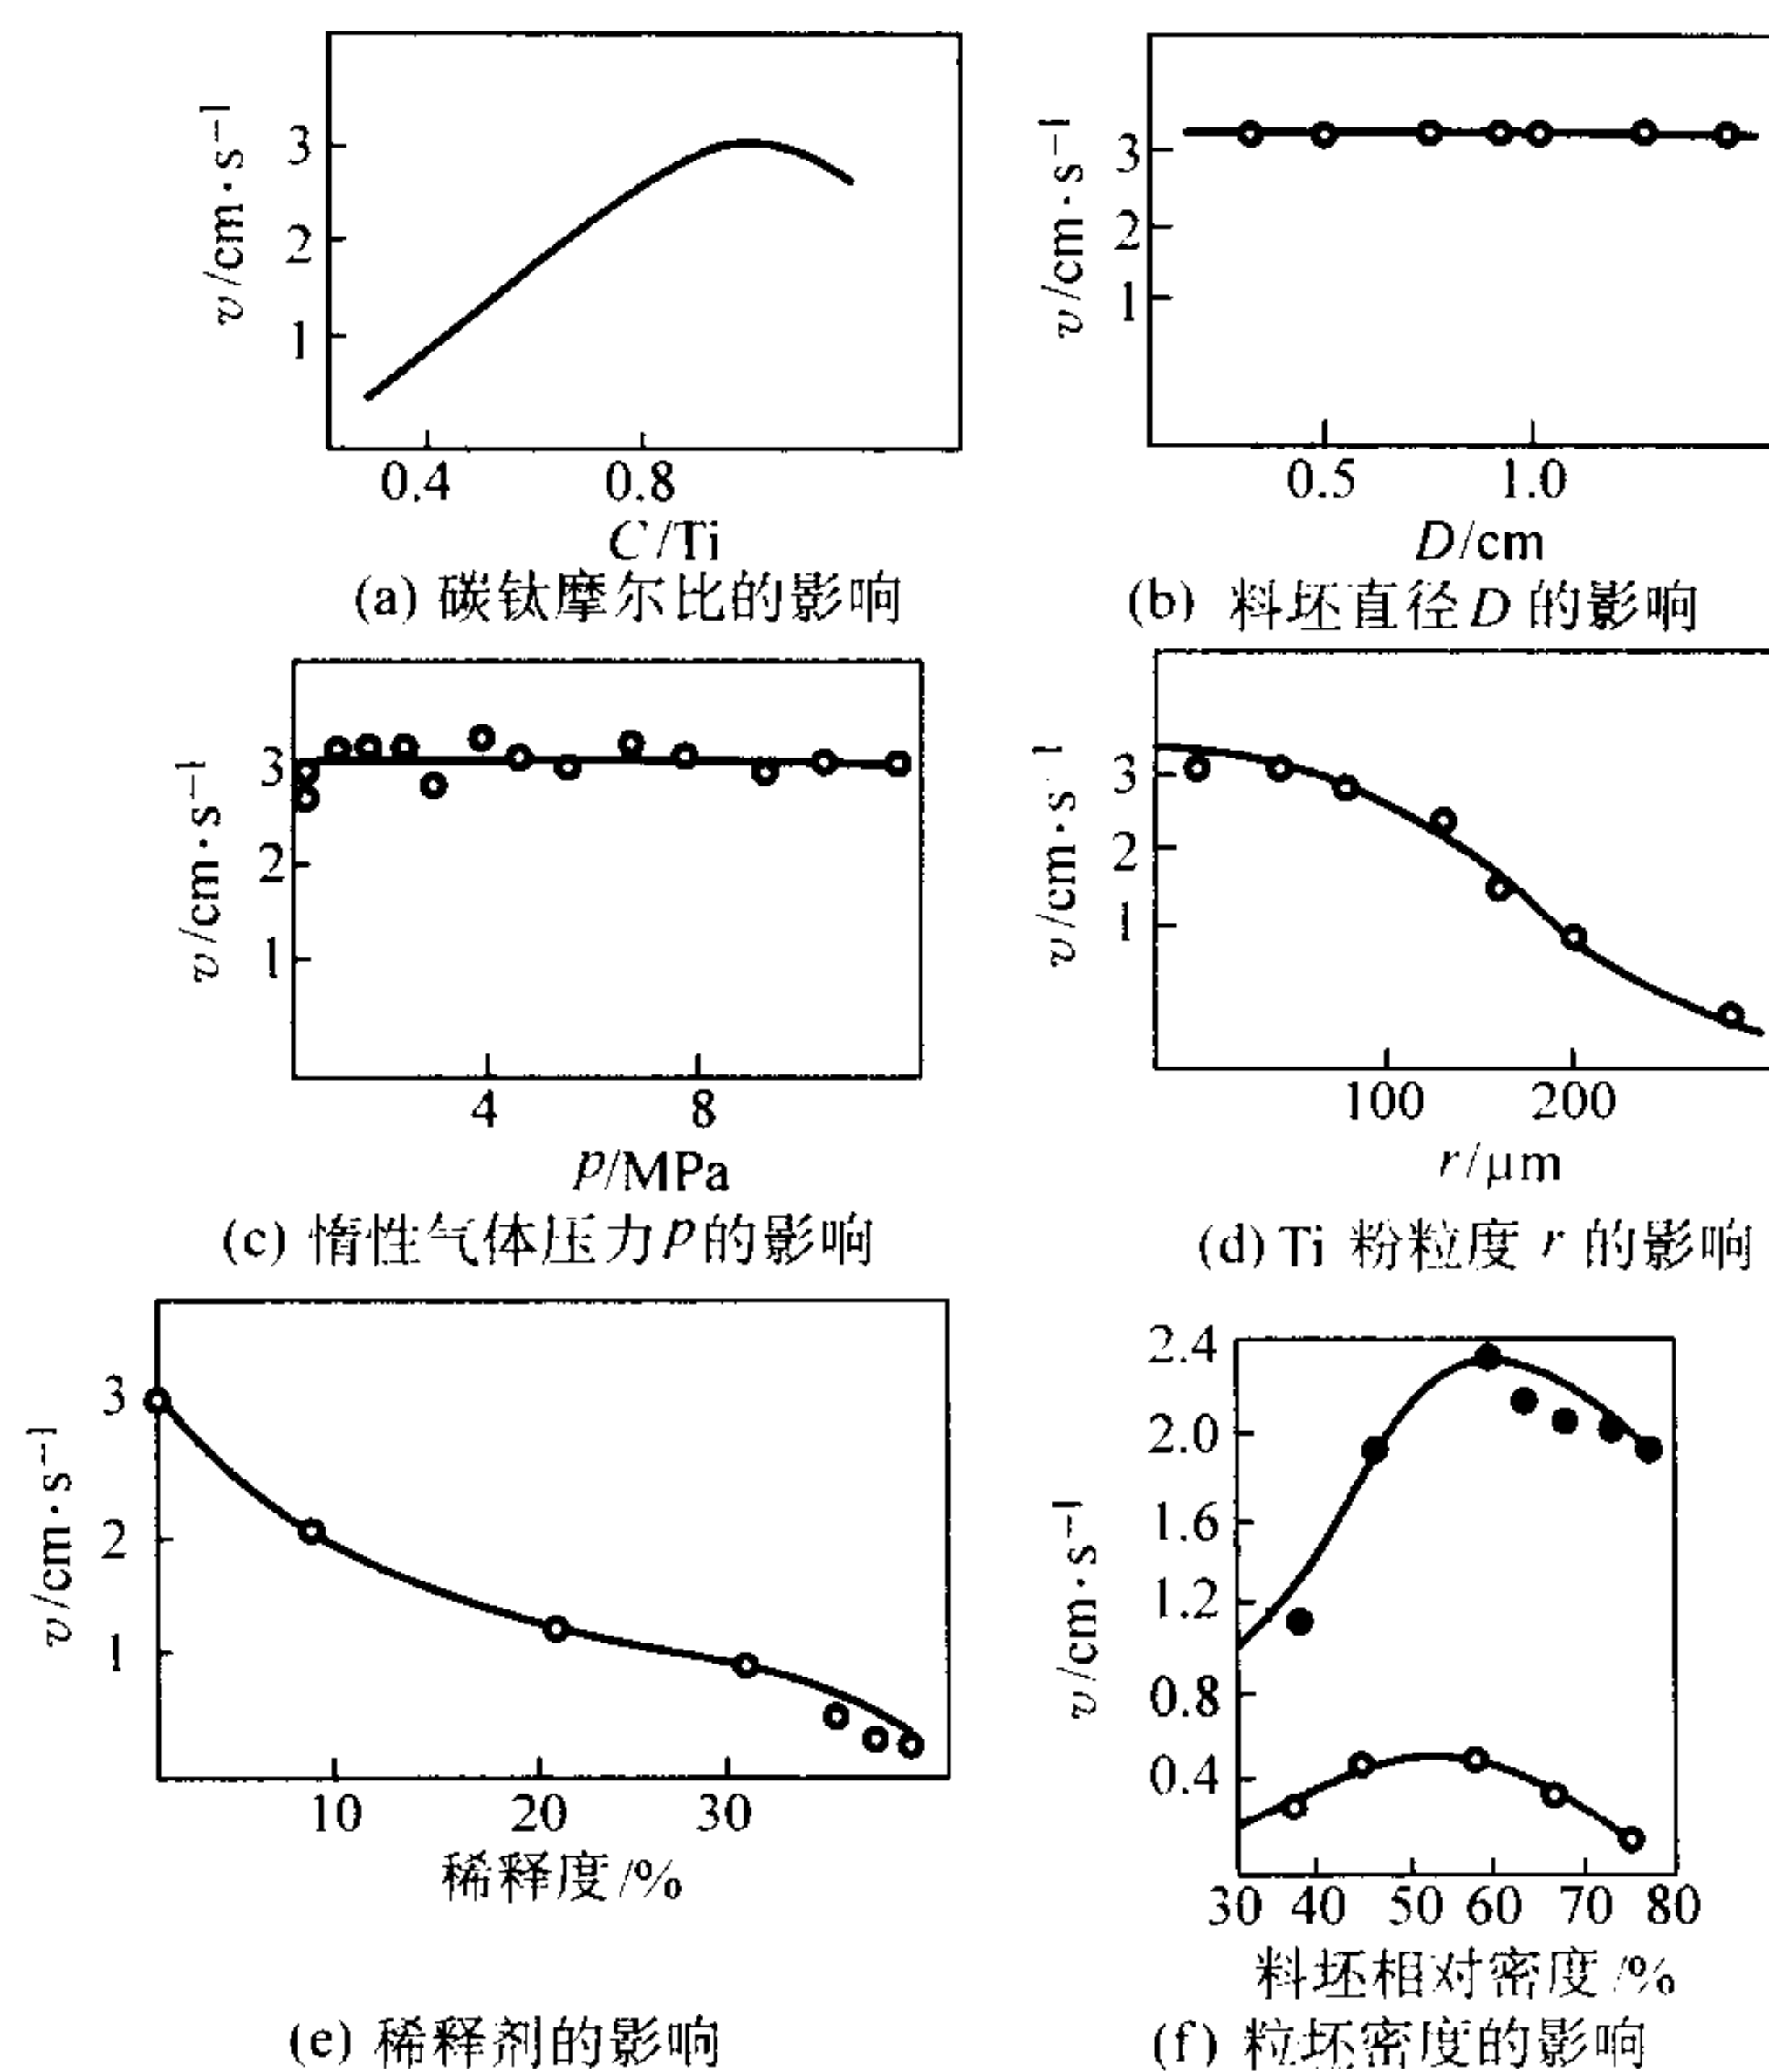 v/cm·s⁻¹
3
2
1
0.4 0.8
C/Ti
(a) 碳钛摩尔比的影响
v/cm·s⁻¹
3
2
1
0.5 1.0
D/cm
(b) 料坯直径D的影响
v/cm·s⁻¹
3
2
1
4 8
p/MPa
(c) 惰性气体压力p的影响
v/cm·s⁻¹
3
2
1
100 200
r/μm
(d) Ti 粉粒度 r 的影响
v/cm·s⁻¹
3
2
1
10 20 30
稀释度/%
(e) 稀释剂的影响
v/cm·s⁻¹
2.4
2.0
1.6
1.2
0.8
0.4
30 40 50 60 70 80
料坯相对密度/%
(f) 粒坯密度的影响